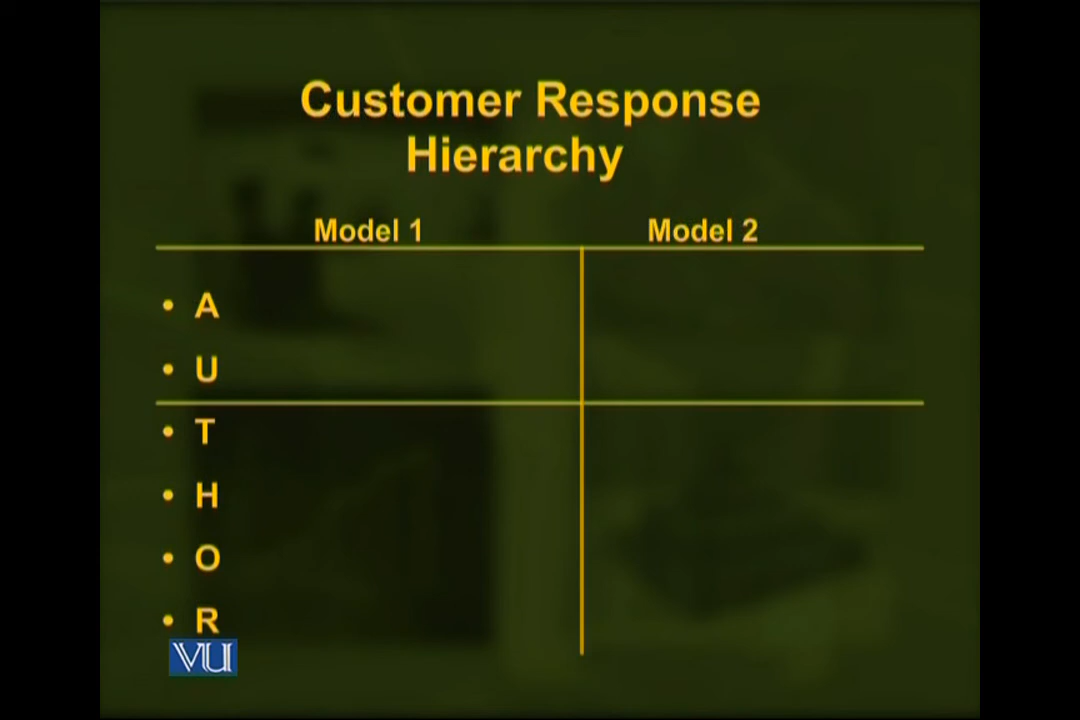 Customer Response
Hierarchy
Model 1 Model 2
• A
• U
• T
• H
• O
• R
VU